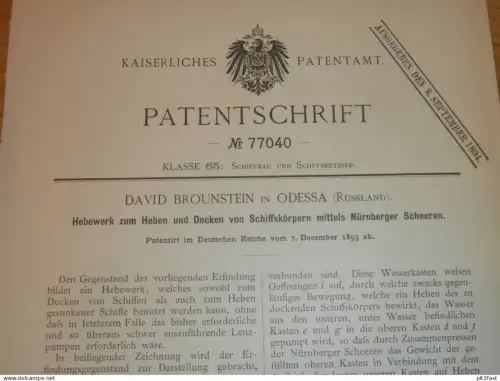 KAISERLICHES PATENTAMT.
AUSGEGEBEN DEN 8. SEPTEMBER 1894.
PATENTSCHRIFT
— № 77040 —
KLASSE 65: SCHIFFBAU UND SCHIFFSBETRIEB.
DAVID BROUNSTEIN IN ODESSA (RUSSLAND).
Hebewerk zum Heben und Docken von Schiffskörpern mittels Nürnberger Scheeren.
Patentirt im Deutschen Reiche vom 7. December 1893 ab.
Den Gegenstand der vorliegenden Erfindung
bildet ein Hebewerk, welches sowohl zum
Docken von Schiffen als auch zum Heben
gesunkener Schiffe benutzt werden kann, ohne
daſs in letzterem Falle das bisher erforderliche
und so überaus schwer auszuführende Lenz-
pumpen erforderlich wäre.
In beiliegender Zeichnung wird der Er-
findungsgegenstand zur Darstellung gebracht,
verbunden sind. Diese Wasserkasten weisen
Oeffnungen i auf, durch welche zwecks gegen-
läufiges Bewegung, welche ein Heben des zu
dockenden Schiffskörpers bewirkt, das Wasser
aus den unteren, unter Wasser befindlichen
Kasten e und g in die oberen Kasten d und f
gepumpt wird, so daſs durch Zusammenpressen
der Nürnberger Scheeren das Gewicht der ge-
füllten oberen Kasten in Verbindung mit dem